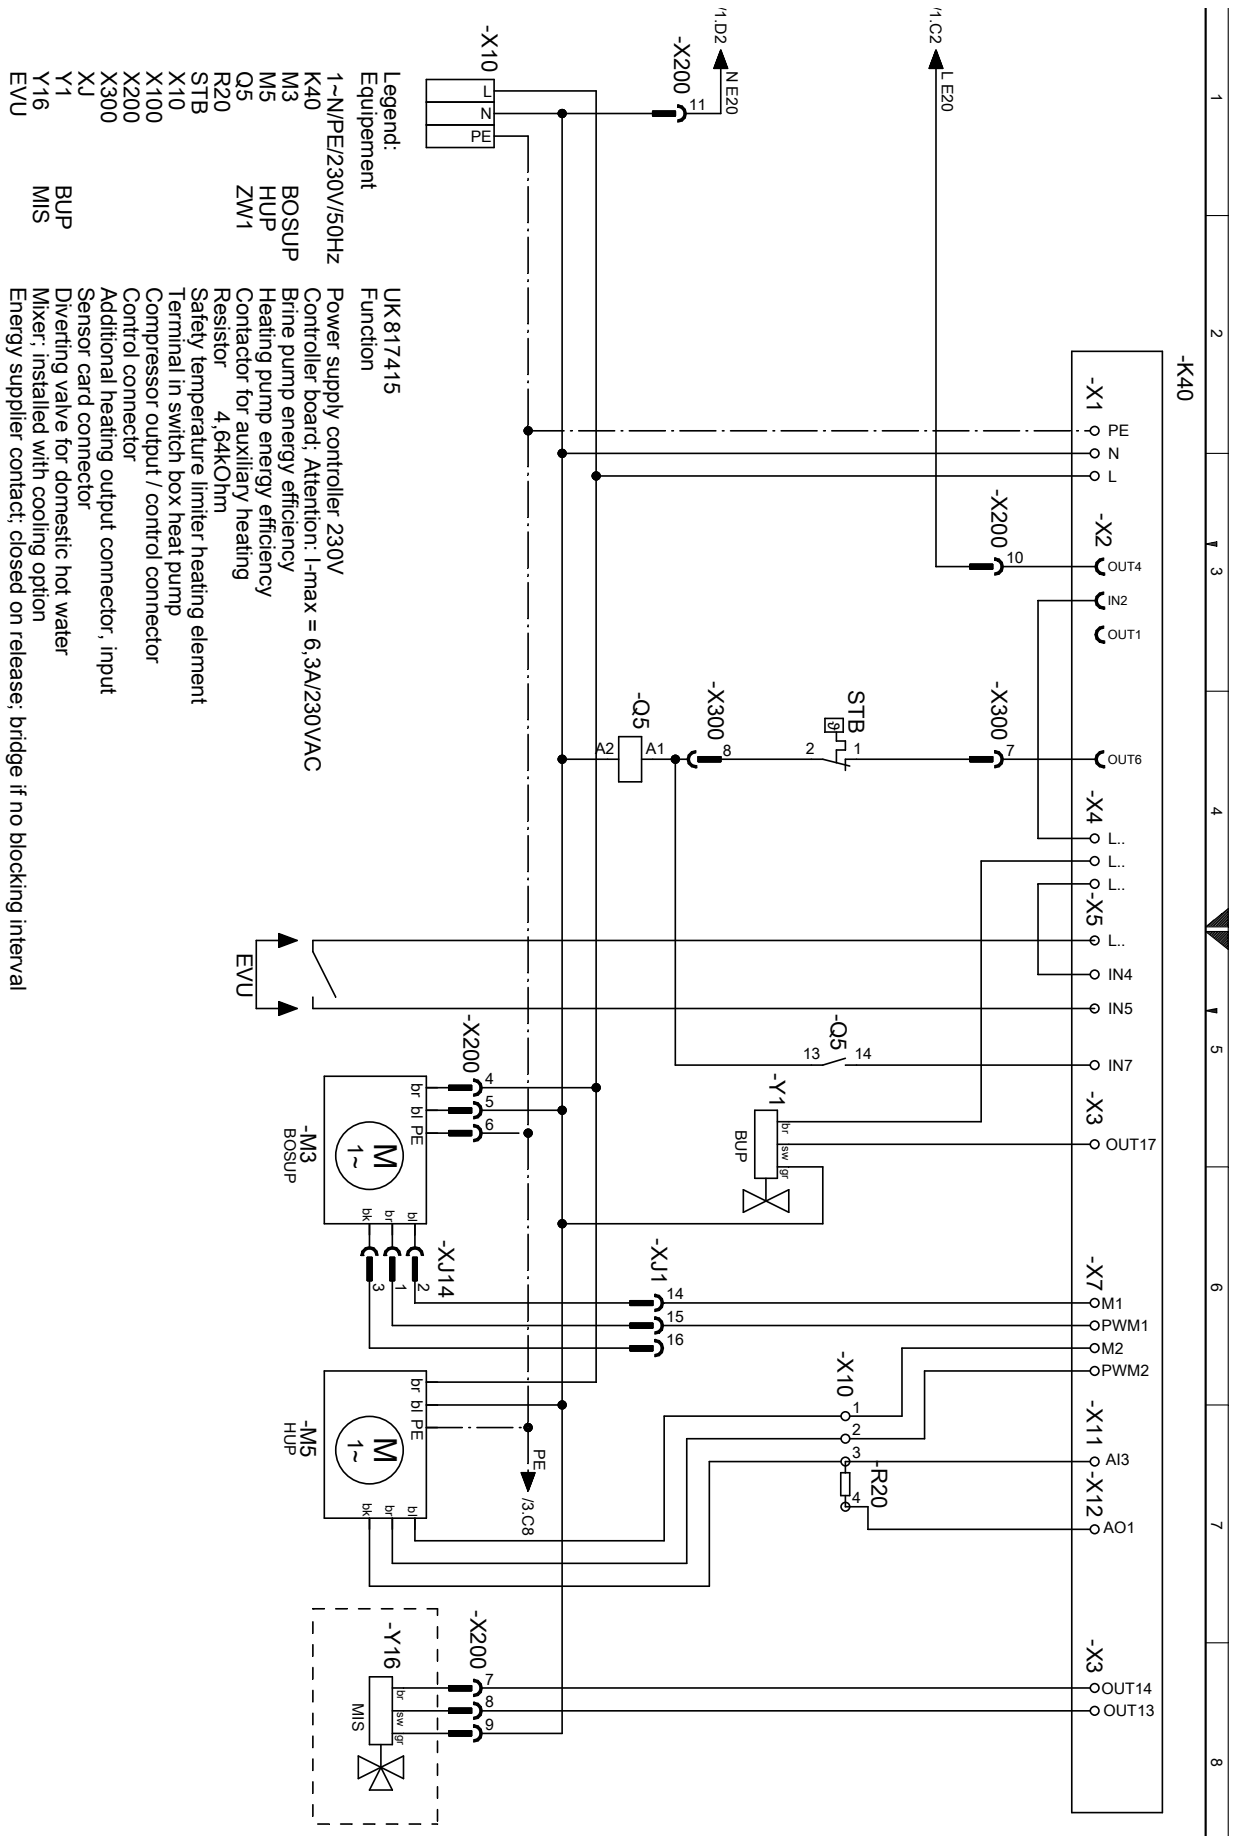 1
2
3
4
5
6
7
8
-K40
-X1
PE
N
L
-X2
OUT4
IN2
OUT1
OUT6
-X4
L..
L..
L..
-X5
L..
IN4
IN5
IN7
-X3
OUT17
-X7
M1
PWM1
M2
PWM2
-X11
AI3
-X12
AO1
-X3
OUT14
OUT13
/1.C2
L E20
-X200
10
/1.D2
N E20
-X200
11
-X300
7
STB
ϑ
1
2
-X300
8
-Q5
A1
A2
-Q5
13
14
-Y1
br
sw
gr
BUP
EVU
-X10
L
N
PE
-X200
4
5
6
br
bl
PE
M
1~
-M3
BOSUP
bk
br
bl
-XJ14
3
1
2
-XJ1
14
15
16
-X10
1
2
3
4
-R20
br
bl
PE
M
1~
-M5
HUP
bk
br
bl
PE
/3.C8
-X200
7
8
9
-Y16
br
sw
gr
MIS
Legend: UK817415
Equipement Function
1~N/PE/230V/50Hz Power supply controller 230V
K40 Controller board; Attention: I-max = 6,3A/230VAC
M3 BOSUP Brine pump energy efficiency
M5 HUP Heating pump energy efficiency
Q5 ZW1 Contactor for auxiliary heating
R20 Resistor 4,64kOhm
STB Safety temperature limiter heating element
X10 Terminal in switch box heat pump
X100 Compressor output / control connector
X200 Control connector
X300 Additional heating output connector, input
XJ Sensor card connector
Y1 BUP Diverting valve for domestic hot water
Y16 MIS Mixer; installed with cooling option
EVU Energy supplier contact; closed on release; bridge if no blocking interval